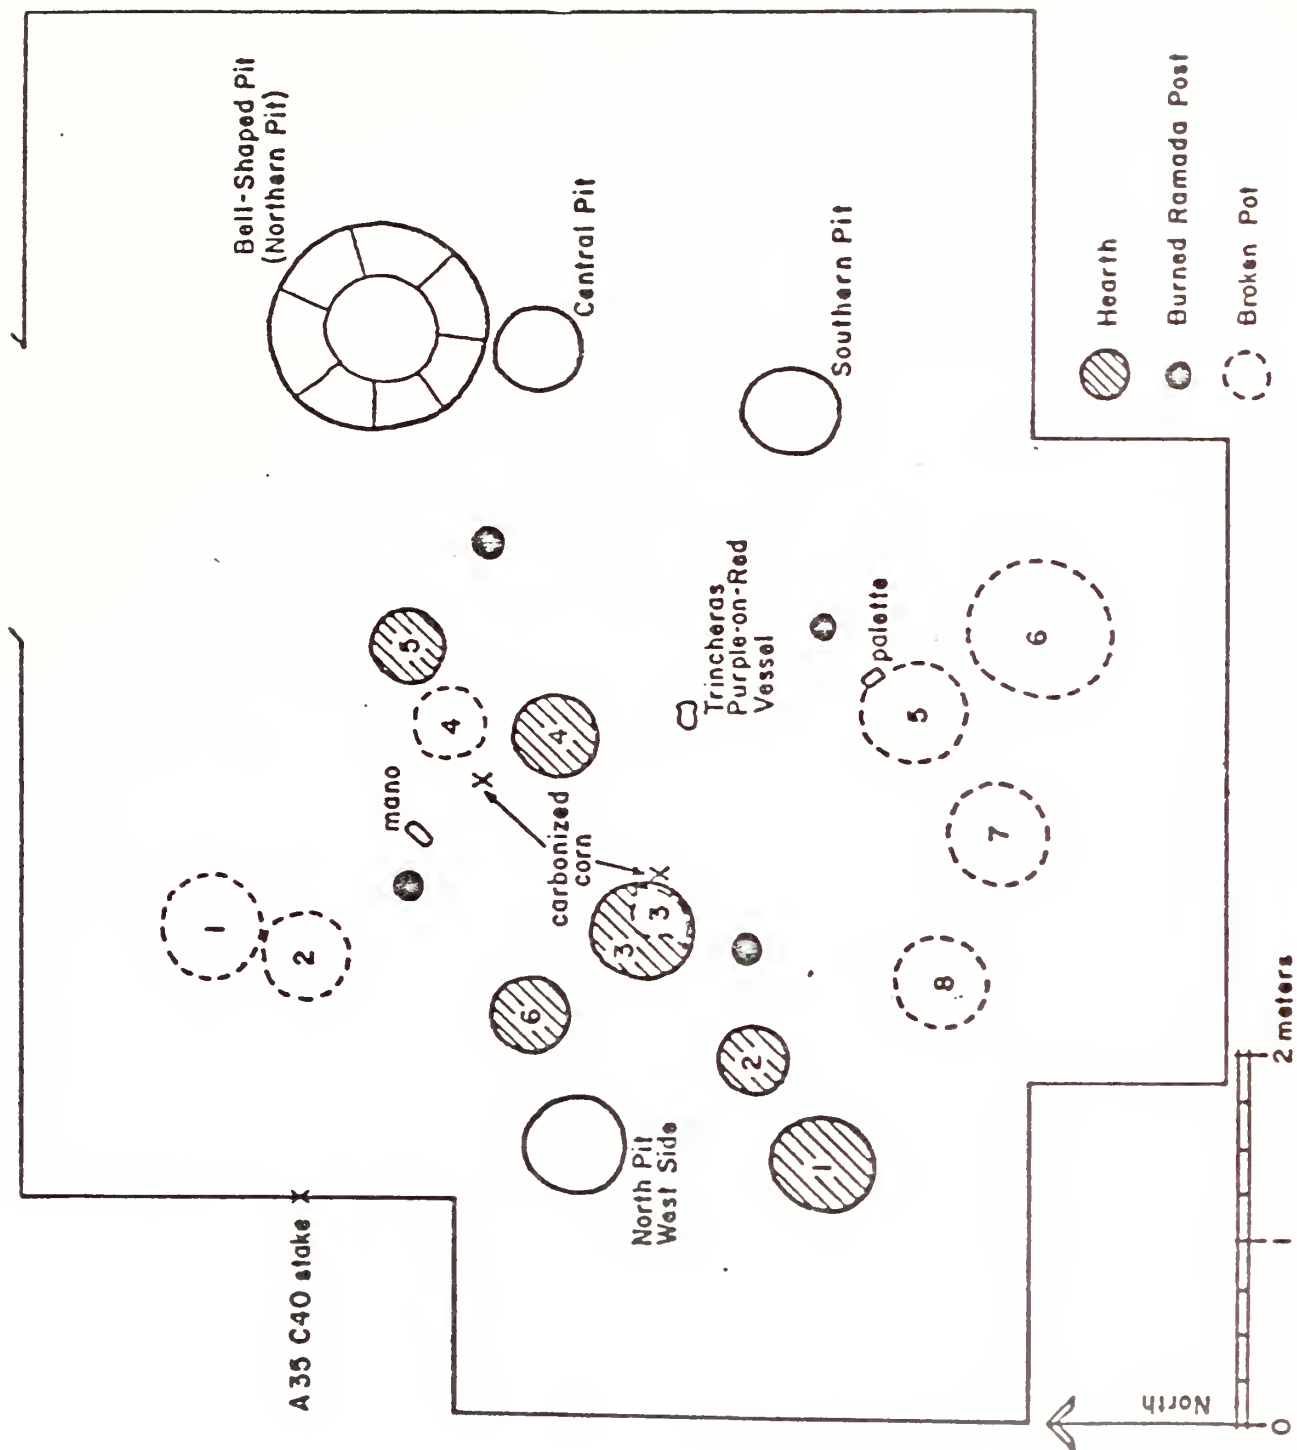 Bell-Shaped Pit
(Northern Pit)
Central Pit
Southern Pit
5
4
4
mano
carbonized
corn
1
2
3
3
6
2
1
Trincheras
Purple-on-Red
Vessel
palette
5
6
7
8
North Pit
West Side
A35 C40 stake
Hearth
Burned Ramada Post
Broken Pot
North
0
1
2 meters